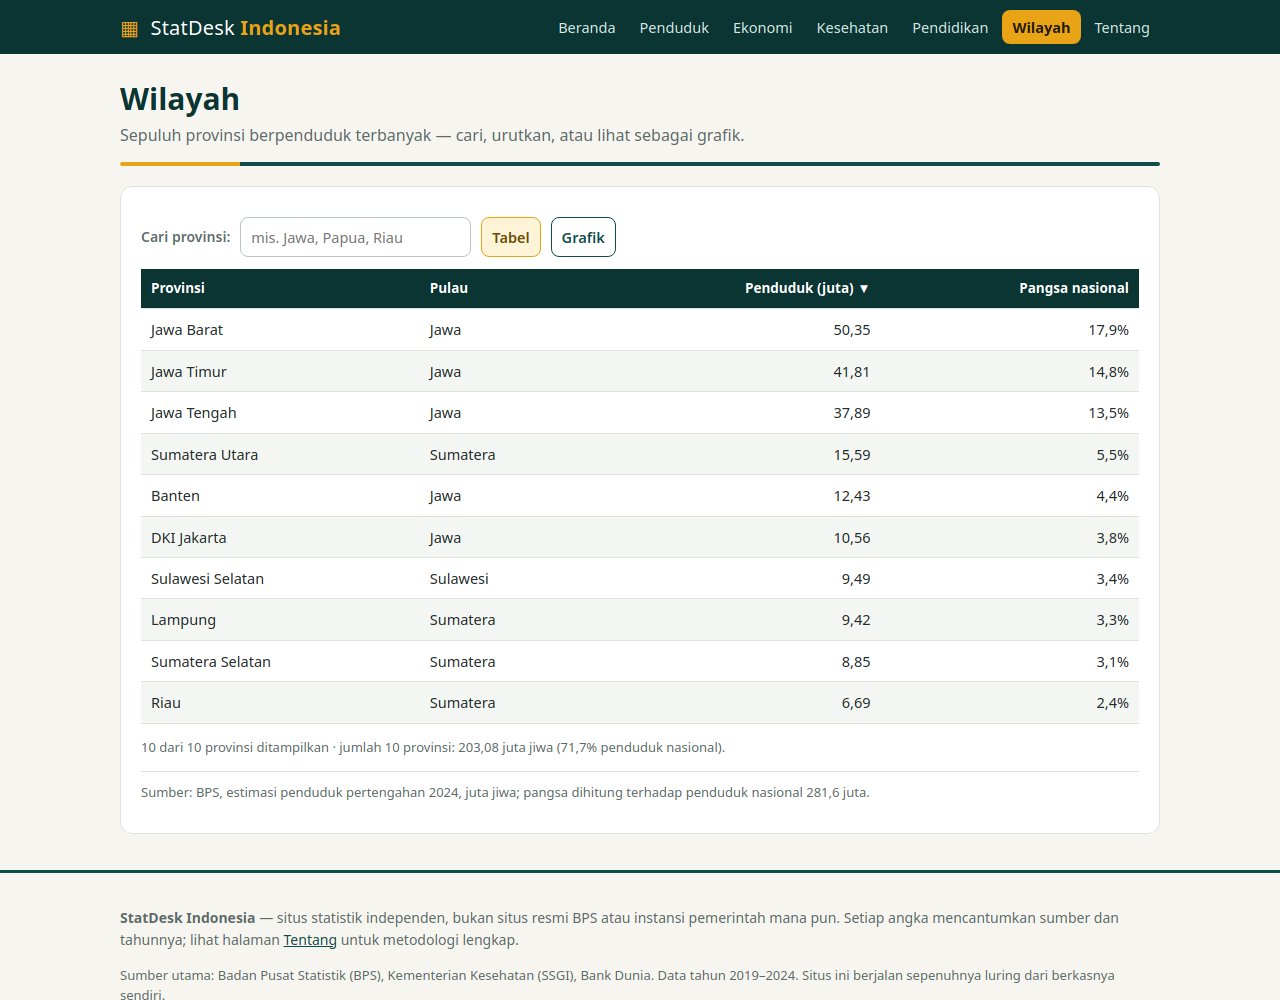 ▦ StatDesk Indonesia
Beranda Penduduk Ekonomi Kesehatan Pendidikan Wilayah Tentang
Wilayah
Sepuluh provinsi berpenduduk terbanyak — cari, urutkan, atau lihat sebagai grafik.
Cari provinsi: mis. Jawa, Papua, Riau Tabel Grafik
Provinsi Pulau Penduduk (juta) ▼ Pangsa nasional
Jawa Barat Jawa 50,35 17,9%
Jawa Timur Jawa 41,81 14,8%
Jawa Tengah Jawa 37,89 13,5%
Sumatera Utara Sumatera 15,59 5,5%
Banten Jawa 12,43 4,4%
DKI Jakarta Jawa 10,56 3,8%
Sulawesi Selatan Sulawesi 9,49 3,4%
Lampung Sumatera 9,42 3,3%
Sumatera Selatan Sumatera 8,85 3,1%
Riau Sumatera 6,69 2,4%
10 dari 10 provinsi ditampilkan · jumlah 10 provinsi: 203,08 juta jiwa (71,7% penduduk nasional).
Sumber: BPS, estimasi penduduk pertengahan 2024, juta jiwa; pangsa dihitung terhadap penduduk nasional 281,6 juta.
StatDesk Indonesia — situs statistik independen, bukan situs resmi BPS atau instansi pemerintah mana pun. Setiap angka mencantumkan sumber dan
tahunnya; lihat halaman Tentang untuk metodologi lengkap.
Sumber utama: Badan Pusat Statistik (BPS), Kementerian Kesehatan (SSGI), Bank Dunia. Data tahun 2019–2024. Situs ini berjalan sepenuhnya luring dari berkasnya
sendiri.